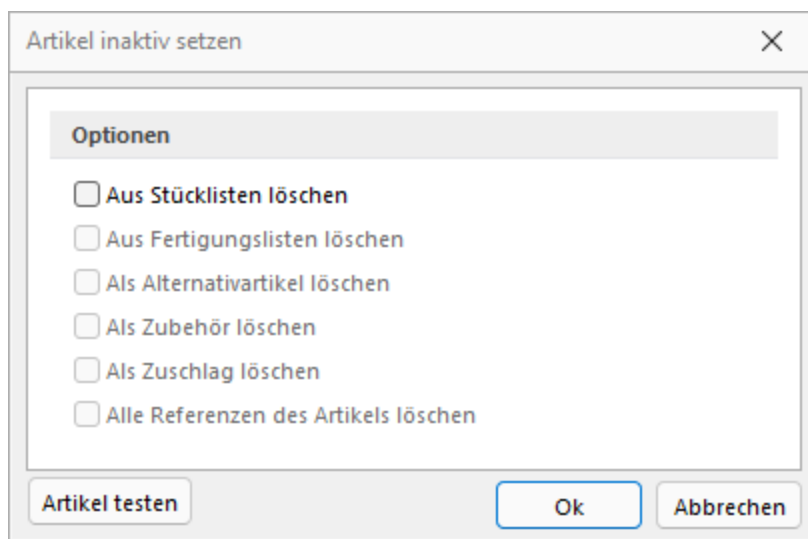 Artikel inaktiv setzen
Optionen
Aus Stücklisten löschen
Aus Fertigungslisten löschen
Als Alternativartikel löschen
Als Zubehör löschen
Als Zuschlag löschen
Alle Referenzen des Artikels löschen
Artikel testen
Ok
Abbrechen